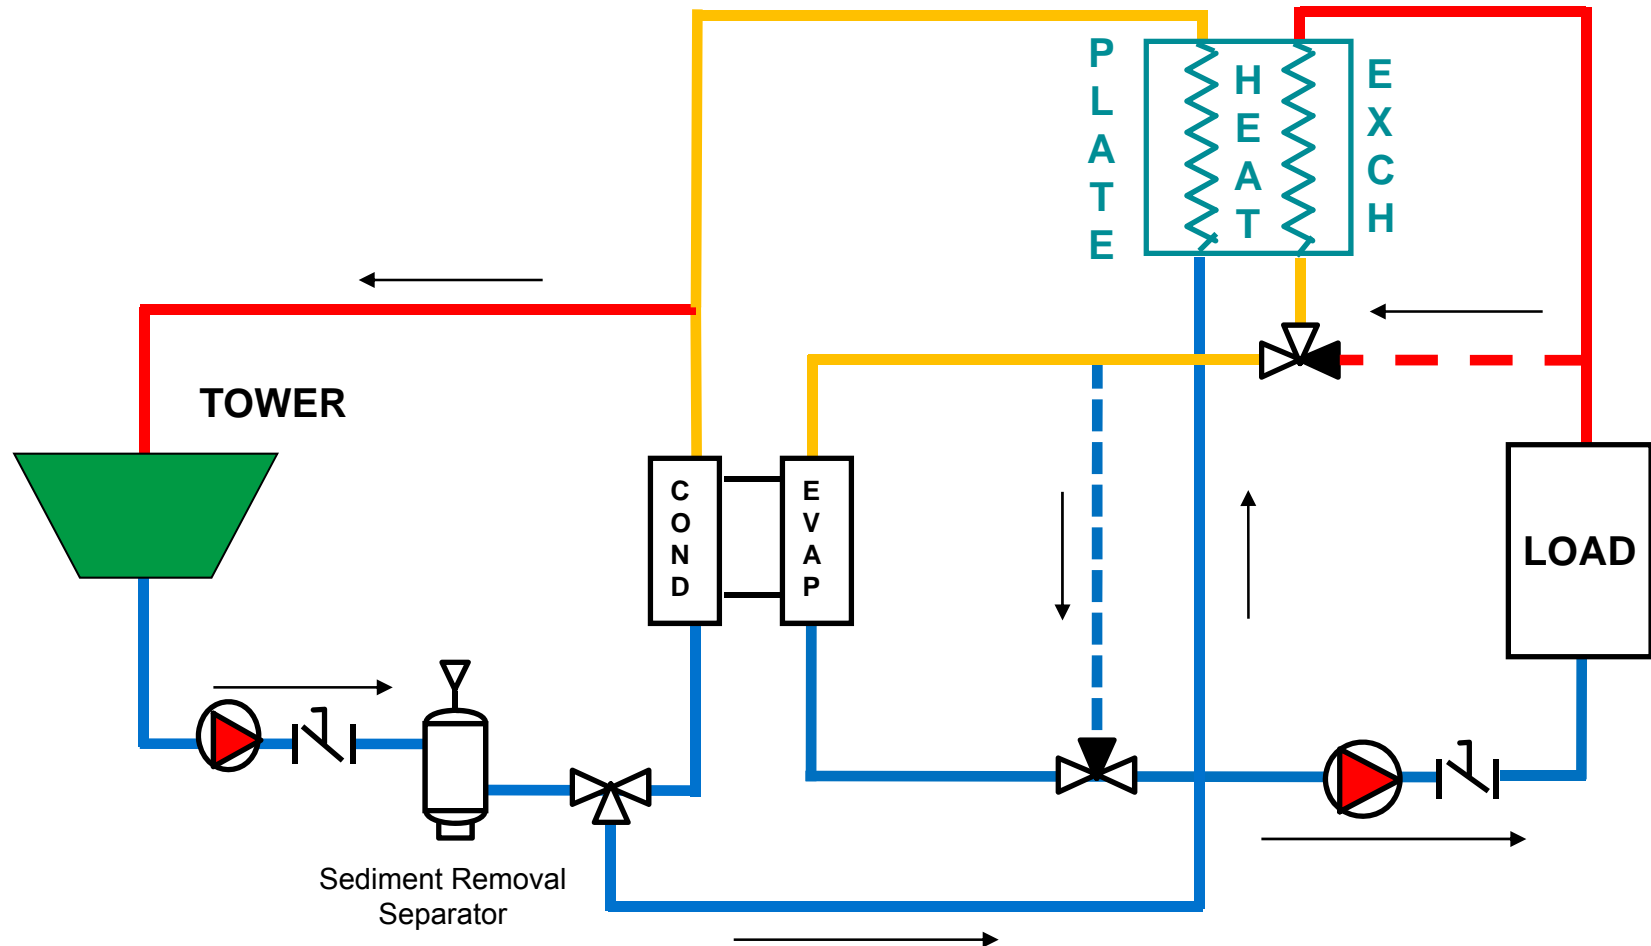 PLATE
HEAT
EXCH
TOWER
COND
EVAP
LOAD
Sediment Removal
Separator